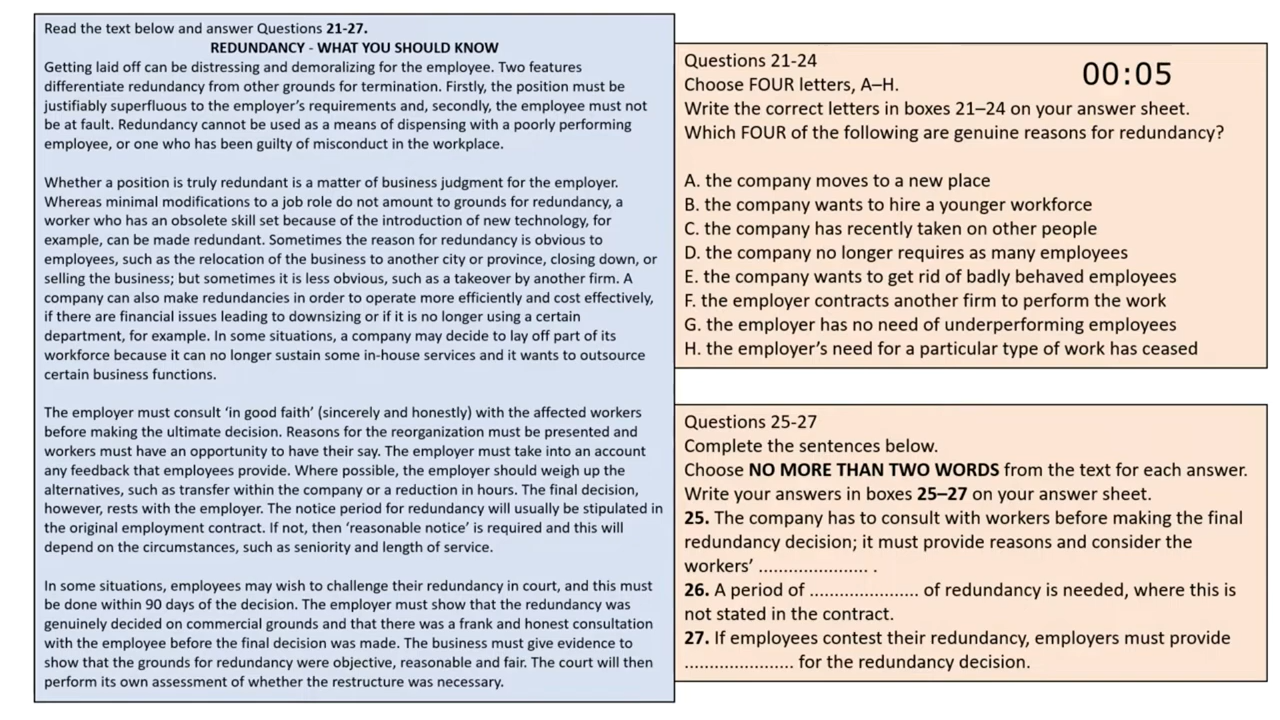 Read the text below and answer Questions 21-27.
REDUNDANCY - WHAT YOU SHOULD KNOW
Getting laid off can be distressing and demoralizing for the employee. Two features
differentiate redundancy from other grounds for termination. Firstly, the position must be
justifiably superfluous to the employer's requirements and, secondly, the employee must not
be at fault. Redundancy cannot be used as a means of dispensing with a poorly performing
employee, or one who has been guilty of misconduct in the workplace.
Whether a position is truly redundant is a matter of business judgment for the employer.
Whereas minimal modifications to a job role do not amount to grounds for redundancy, a
worker who has an obsolete skill set because of the introduction of new technology, for
example, can be made redundant. Sometimes the reason for redundancy is obvious to
employees, such as the relocation of the business to another city or province, closing down, or
selling the business; but sometimes it is less obvious, such as a takeover by another firm. A
company can also make redundancies in order to operate more efficiently and cost effectively,
if there are financial issues leading to downsizing or if it is no longer using a certain
department, for example. In some situations, a company may decide to lay off part of its
workforce because it can no longer sustain some in-house services and it wants to outsource
certain business functions.
The employer must consult 'in good faith' (sincerely and honestly) with the affected workers
before making the ultimate decision. Reasons for the reorganization must be presented and
workers must have an opportunity to have their say. The employer must take into an account
any feedback that employees provide. Where possible, the employer should weigh up the
alternatives, such as transfer within the company or a reduction in hours. The final decision,
however, rests with the employer. The notice period for redundancy will usually be stipulated in
the original employment contract. If not, then 'reasonable notice' is required and this will
depend on the circumstances, such as seniority and length of service.
In some situations, employees may wish to challenge their redundancy in court, and this must
be done within 90 days of the decision. The employer must show that the redundancy was
genuinely decided on commercial grounds and that there was a frank and honest consultation
with the employee before the final decision was made. The business must give evidence to
show that the grounds for redundancy were objective, reasonable and fair. The court will then
perform its own assessment of whether the restructure was necessary.
Questions 21-24
00:05
Choose FOUR letters, A–H.
Write the correct letters in boxes 21–24 on your answer sheet.
Which FOUR of the following are genuine reasons for redundancy?
A. the company moves to a new place
B. the company wants to hire a younger workforce
C. the company has recently taken on other people
D. the company no longer requires as many employees
E. the company wants to get rid of badly behaved employees
F. the employer contracts another firm to perform the work
G. the employer has no need of underperforming employees
H. the employer's need for a particular type of work has ceased
Questions 25-27
Complete the sentences below.
Choose NO MORE THAN TWO WORDS from the text for each answer.
Write your answers in boxes 25–27 on your answer sheet.
25. The company has to consult with workers before making the final
redundancy decision; it must provide reasons and consider the
workers' ...................... .
26. A period of ...................... of redundancy is needed, where this is
not stated in the contract.
27. If employees contest their redundancy, employers must provide
...................... for the redundancy decision.